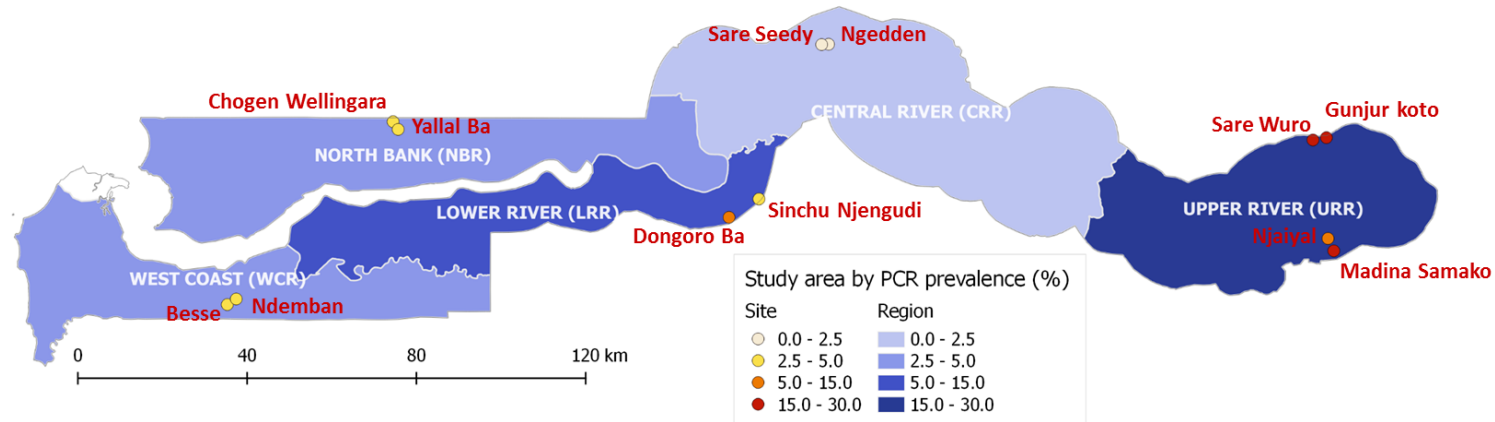 Sare Seedy
Ngedden
Chogen Wellingara
Yallal Ba
CENTRAL RIVER (CRR)
Gunjur koto
Sare Wuro
NORTH BANK (NBR)
LOWER RIVER (LRR)
Sinchu Njengudi
UPPER RIVER (URR)
Dongoro Ba
Njaiyal
Madina Samako
WEST COAST (WCR)
Besse
Ndemban
0 40 80 120 km
Study area by PCR prevalence (%)
Site Region
0.0 - 2.5 0.0 - 2.5
2.5 - 5.0 2.5 - 5.0
5.0 - 15.0 5.0 - 15.0
15.0 - 30.0 15.0 - 30.0